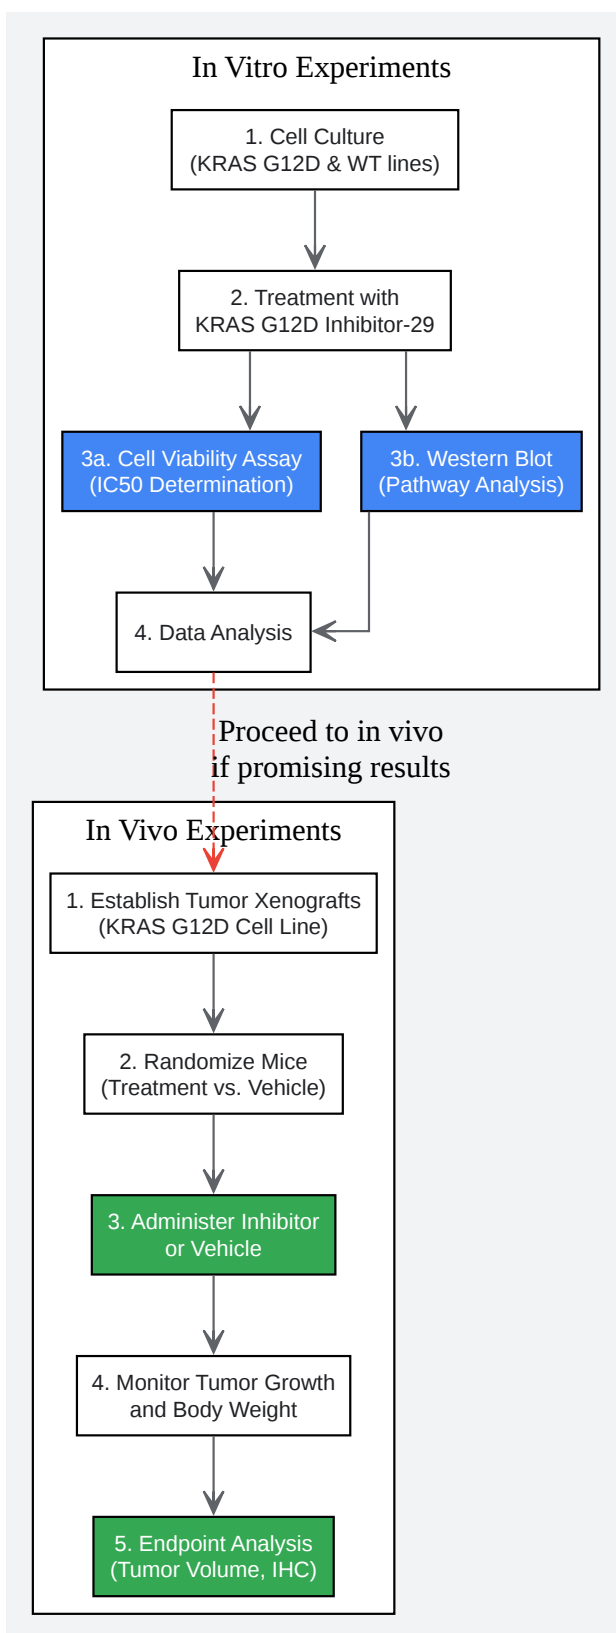 In Vitro Experiments
1. Cell Culture
(KRAS G12D & WT lines)
2. Treatment with
KRAS G12D Inhibitor-29
3a. Cell Viability Assay
(IC50 Determination)
3b. Western Blot
(Pathway Analysis)
4. Data Analysis
Proceed to in vivo
if promising results
In Vivo Experiments
1. Establish Tumor Xenografts
(KRAS G12D Cell Line)
2. Randomize Mice
(Treatment vs. Vehicle)
3. Administer Inhibitor
or Vehicle
4. Monitor Tumor Growth
and Body Weight
5. Endpoint Analysis
(Tumor Volume, IHC)